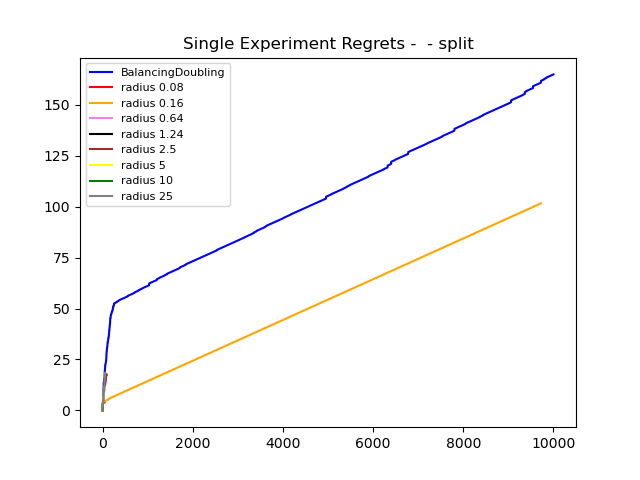 Single Experiment Regrets -  - split
BalancingDoubling
radius 0.08
radius 0.16
radius 0.64
radius 1.24
radius 2.5
radius 5
radius 10
radius 25
150
125
100
75
50
25
0
0 2000 4000 6000 8000 10000